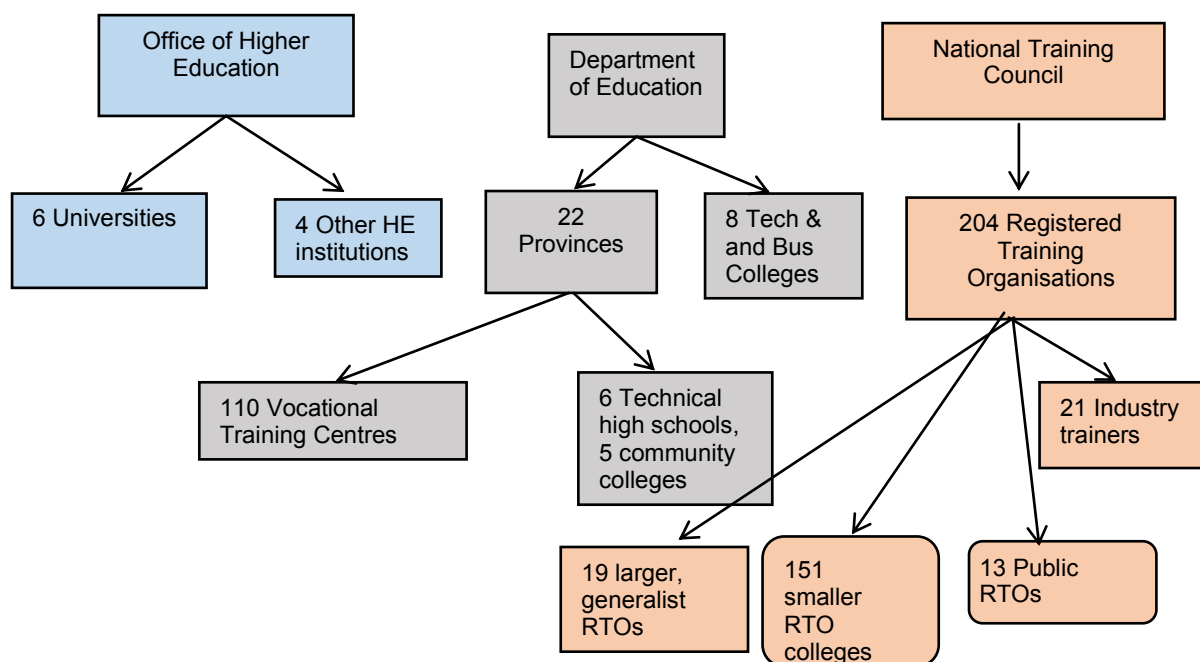 Office of Higher
Education
Department
of Education
National Training
Council
6 Universities
4 Other HE
institutions
22
Provinces
8 Tech &
and Bus
Colleges
204 Registered
Training
Organisations
110 Vocational
Training Centres
6 Technical
high schools,
5 community
colleges
21 Industry
trainers
19 larger,
generalist
RTOs
151
smaller
RTO
colleges
13 Public
RTOs